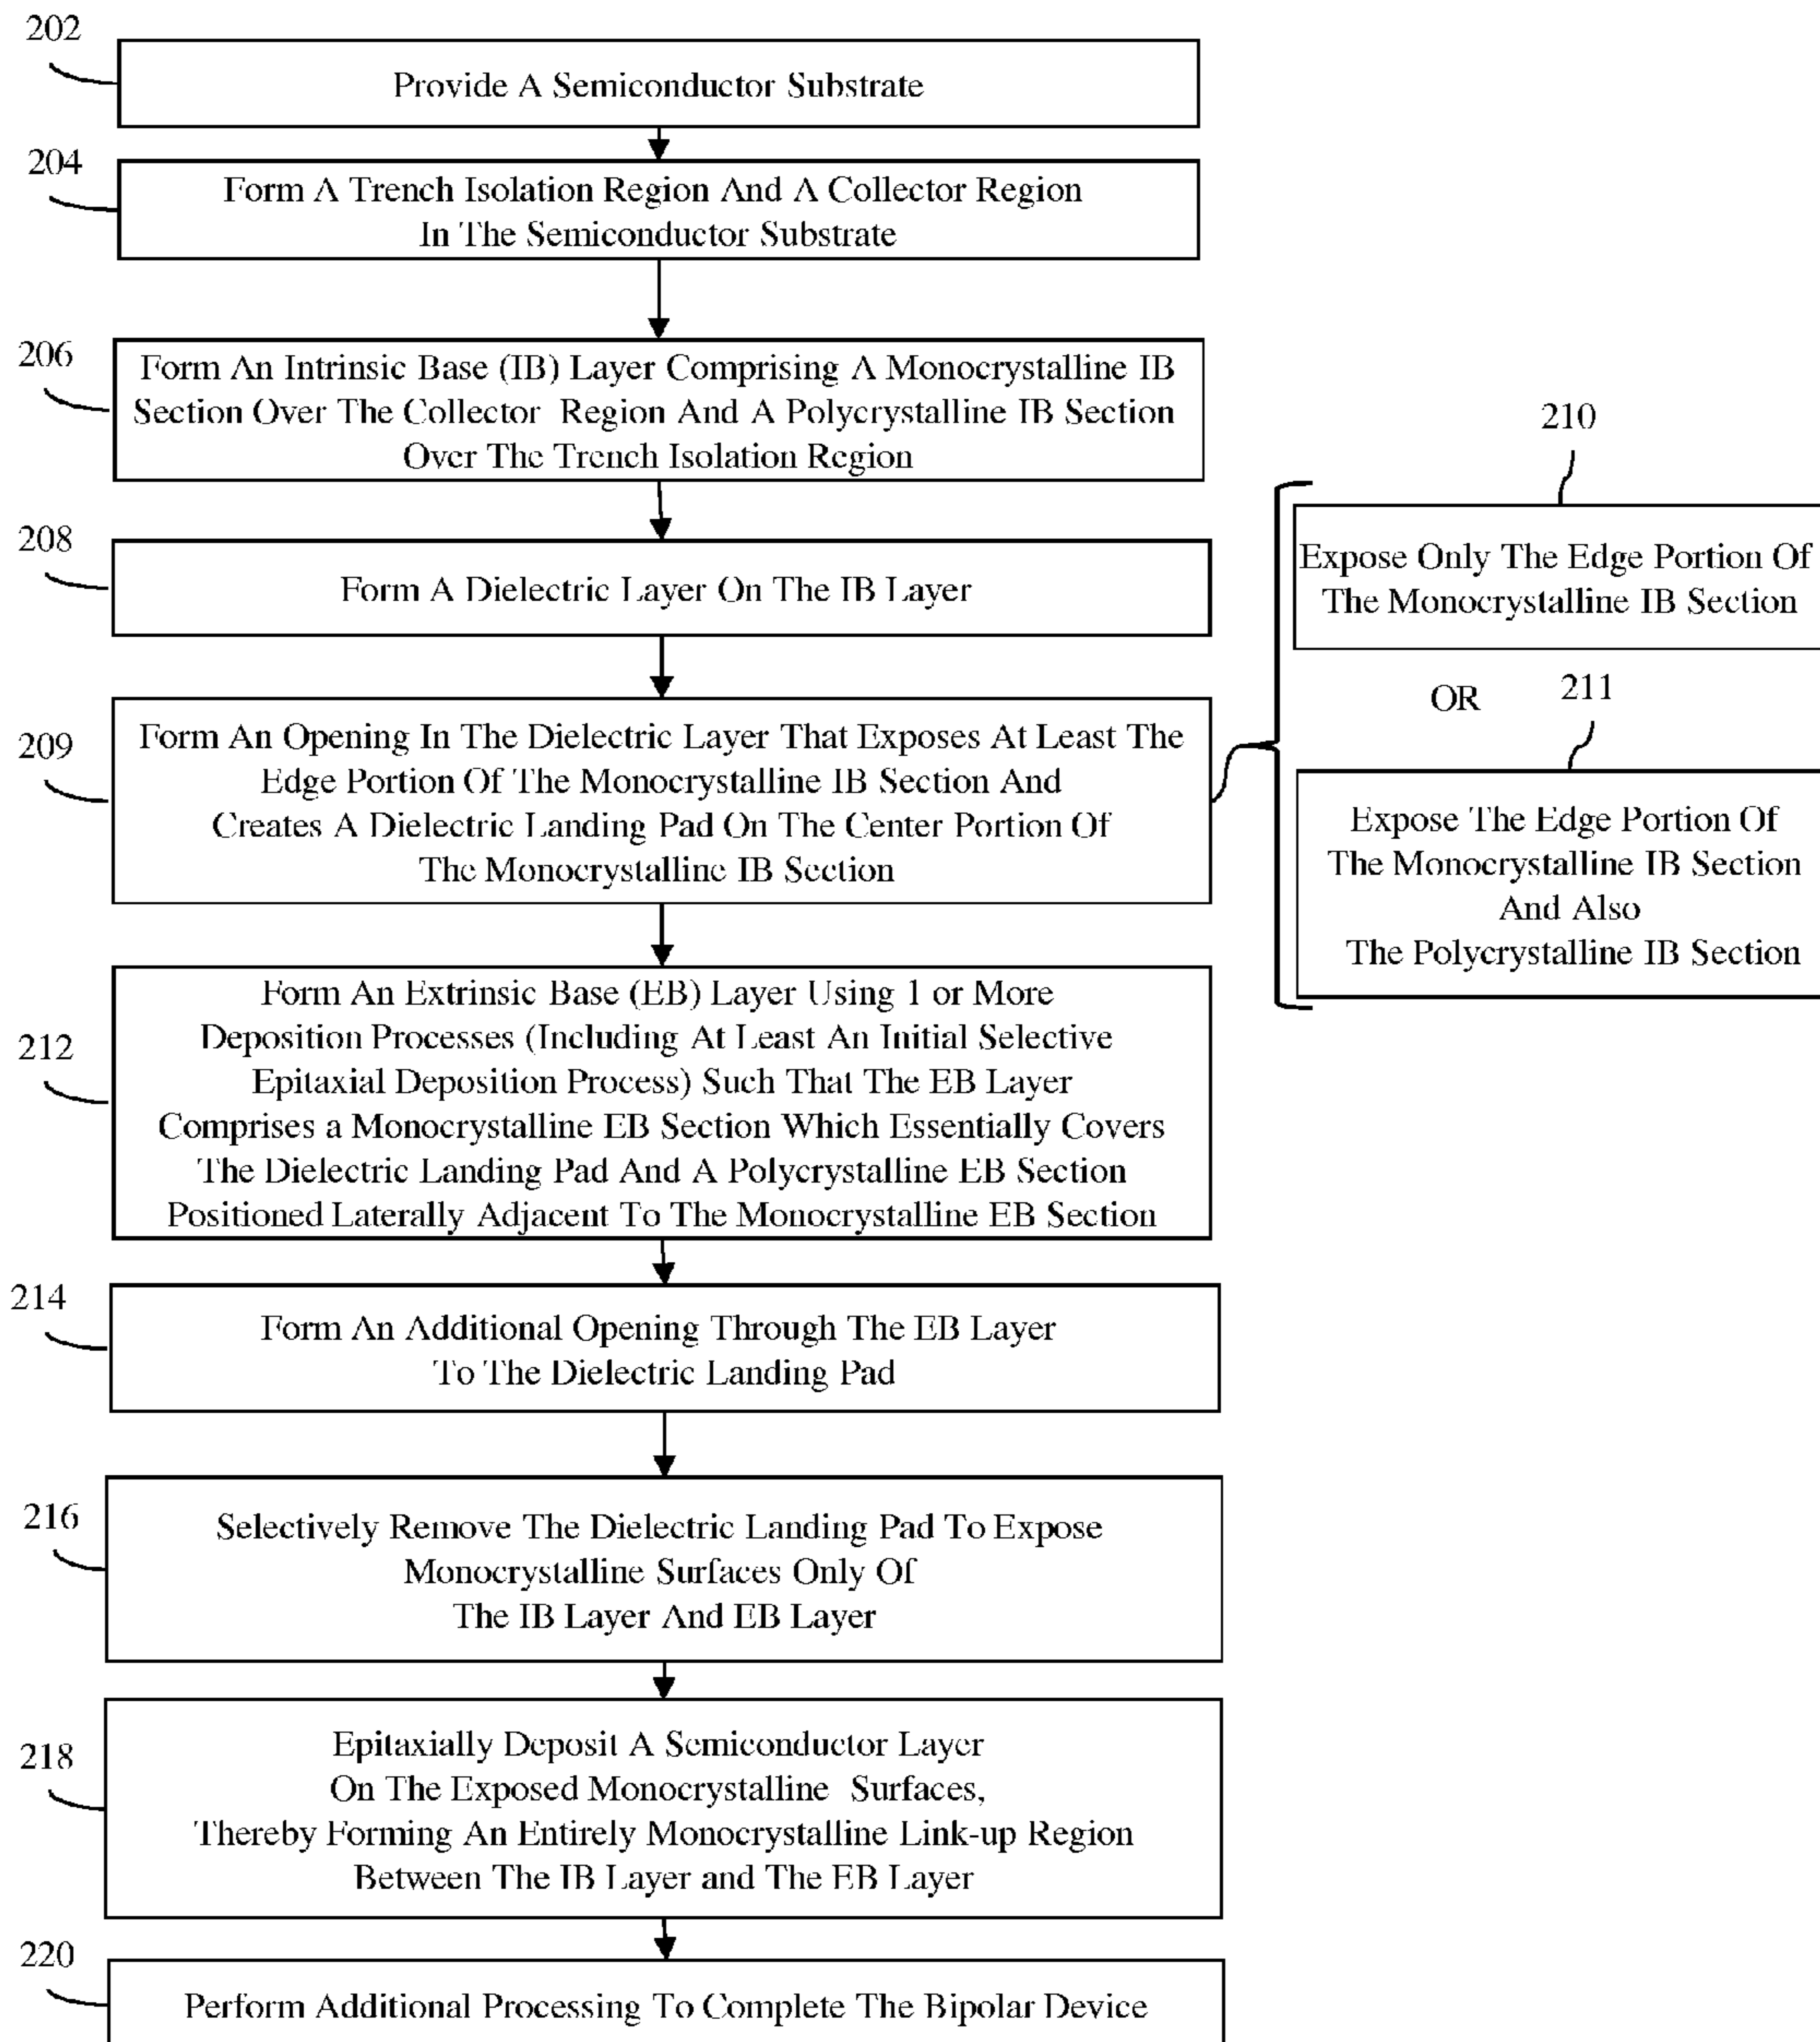 202
Provide A Semiconductor Substrate
204
Form A Trench Isolation Region And A Collector Region
In The Semiconductor Substrate
206
Form An Intrinsic Base (IB) Layer Comprising A Monocrystalline IB
Section Over The Collector Region And A Polycrystalline IB Section
Over The Trench Isolation Region
208
Form A Dielectric Layer On The IB Layer
209
Form An Opening In The Dielectric Layer That Exposes At Least The
Edge Portion Of The Monocrystalline IB Section And
Creates A Dielectric Landing Pad On The Center Portion Of
The Monocrystalline IB Section
210
Expose Only The Edge Portion Of
The Monocrystalline IB Section
OR
211
Expose The Edge Portion Of
The Monocrystalline IB Section
And Also
The Polycrystalline IB Section
212
Form An Extrinsic Base (EB) Layer Using 1 or More
Deposition Processes (Including At Least An Initial Selective
Epitaxial Deposition Process) Such That The EB Layer
Comprises a Monocrystalline EB Section Which Essentially Covers
The Dielectric Landing Pad And A Polycrystalline EB Section
Positioned Laterally Adjacent To The Monocrystalline EB Section
214
Form An Additional Opening Through The EB Layer
To The Dielectric Landing Pad
216
Selectively Remove The Dielectric Landing Pad To Expose
Monocrystalline Surfaces Only Of
The IB Layer And EB Layer
218
Epitaxially Deposit A Semiconductor Layer
On The Exposed Monocrystalline Surfaces,
Thereby Forming An Entirely Monocrystalline Link-up Region
Between The IB Layer and The EB Layer
220
Perform Additional Processing To Complete The Bipolar Device